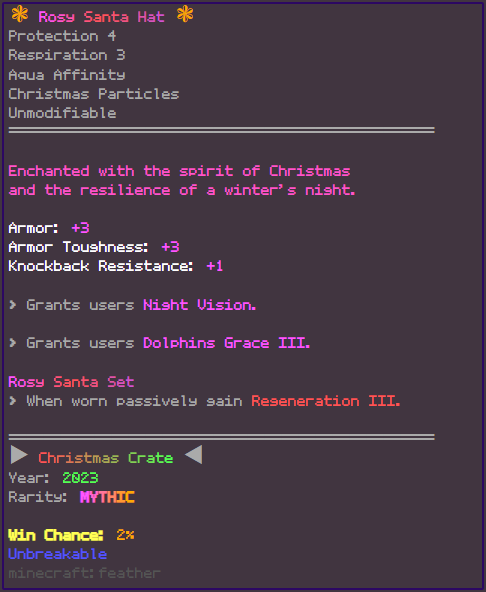 ❃ Rosy Santa Hat ❃
Protection 4
Respiration 3
Aqua Affinity
Christmas Particles
Unmodifiable
Enchanted with the spirit of Christmas
and the resilience of a winter's night.
Armor: +3
Armor Toughness: +3
Knockback Resistance: +1
> Grants users Night Vision.
> Grants users Dolphins Grace III.
Rosy Santa Set
> When worn passively gain Regeneration III.
▶ Christmas Crate ◀
Year: 2023
Rarity: MYTHIC
Win Chance: 2%
Unbreakable
minecraft:feather